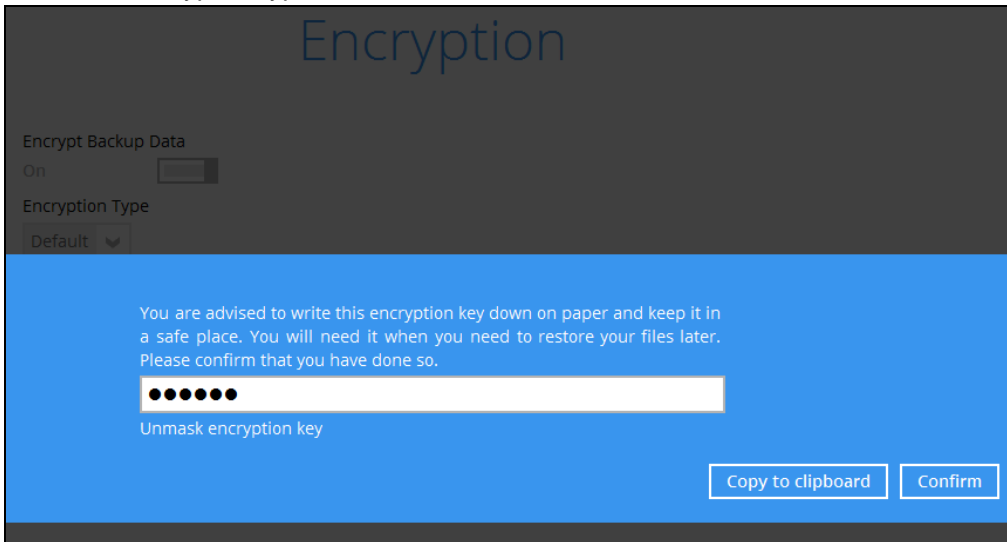 Encryption
Encrypt Backup Data
On
Encryption Type
Default
You are advised to write this encryption key down on paper and keep it in
a safe place. You will need it when you need to restore your files later.
Please confirm that you have done so.
●●●●●●
Unmask encryption key
Copy to clipboard Confirm